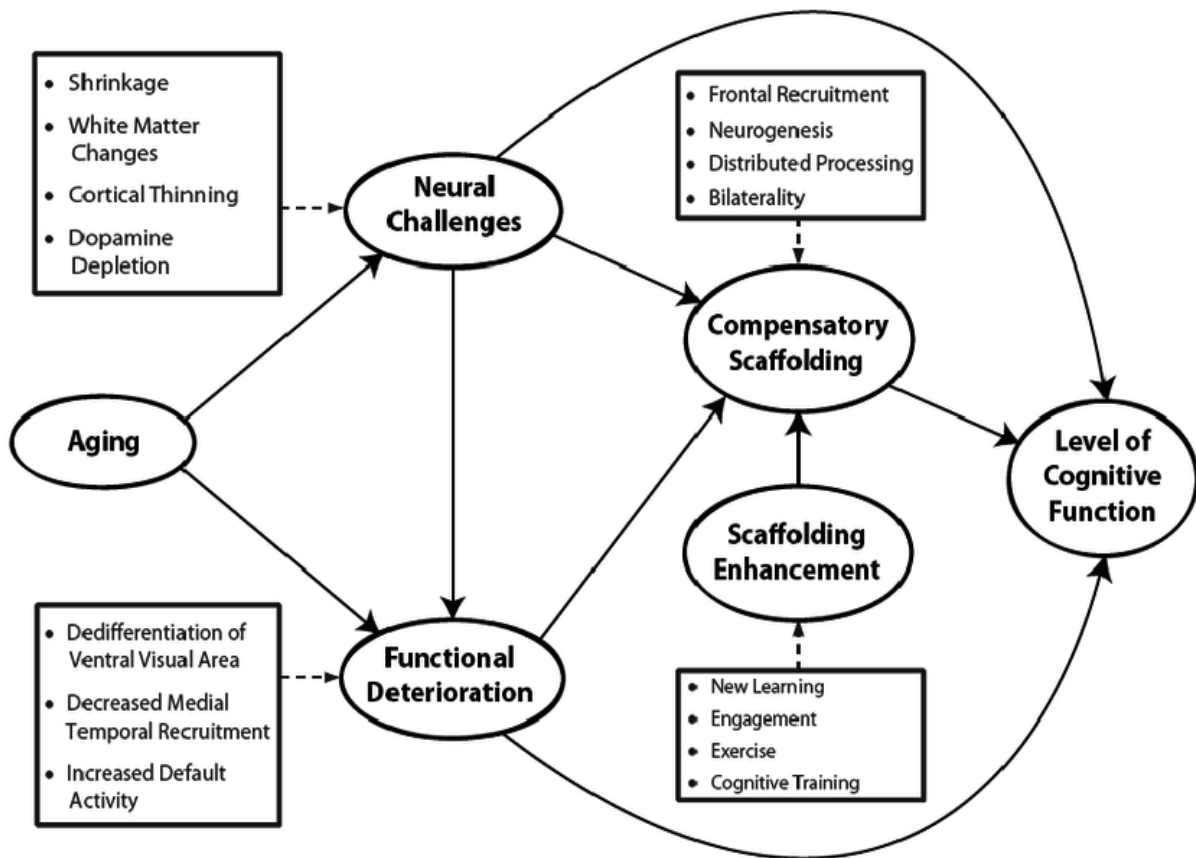 • Shrinkage
• White Matter
Changes
• Cortical Thinning
• Dopamine
Depletion
Neural
Challenges
• Frontal Recruitment
• Neurogenesis
• Distributed Processing
• Bilaterality
Compensatory
Scaffolding
Aging
Level of
Cognitive
Function
Scaffolding
Enhancement
• Dedifferentiation of
Ventral Visual Area
• Decreased Medial
Temporal Recruitment
• Increased Default
Activity
Functional
Deterioration
• New Learning
• Engagement
• Exercise
• Cognitive Training